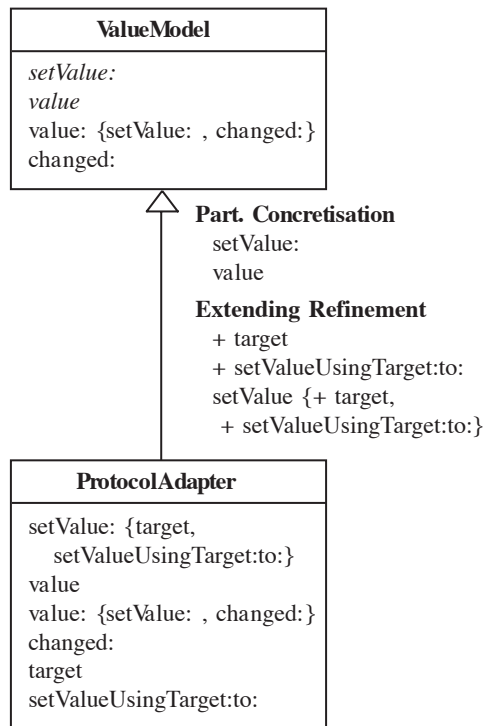 ValueModel
setValue:
value
value: {setValue: , changed:}
changed:
Part. Concretisation
setValue:
value
Extending Refinement
+ target
+ setValueUsingTarget:to:
setValue {+ target,
+ setValueUsingTarget:to:}
ProtocolAdapter
setValue: {target,
setValueUsingTarget:to:}
value
value: {setValue: , changed:}
changed:
target
setValueUsingTarget:to: